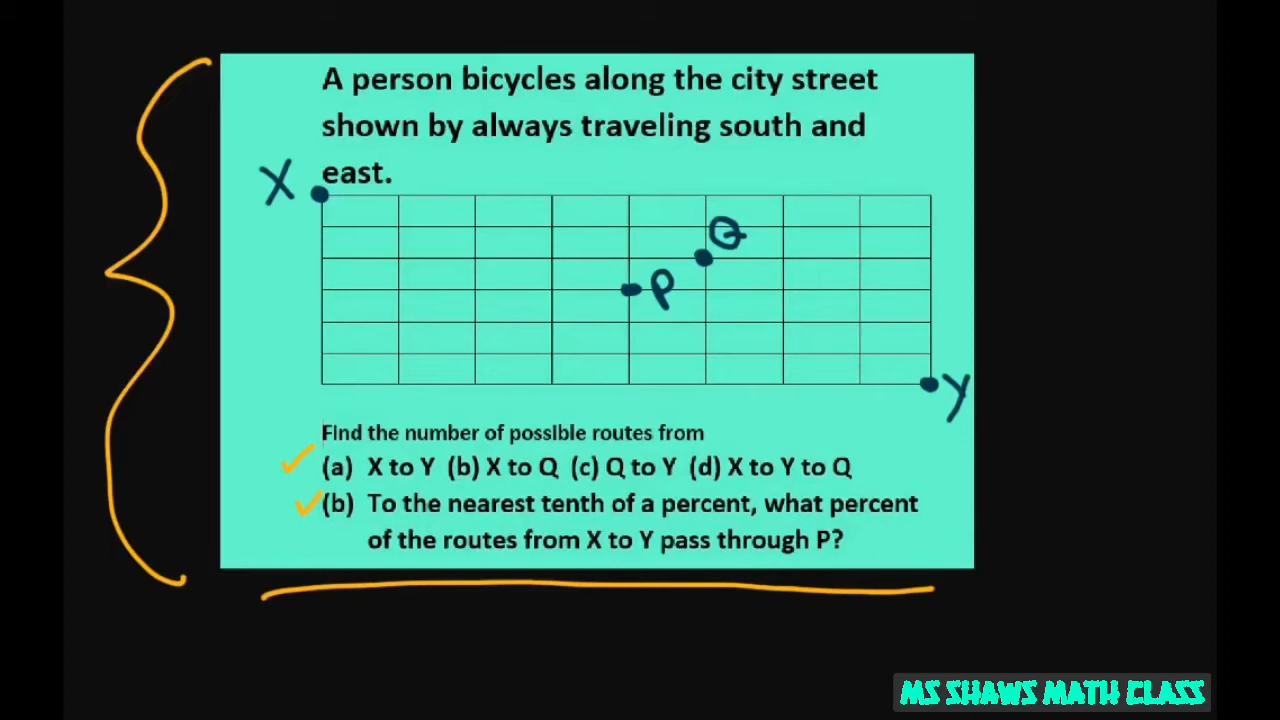 A person bicycles along the city street
shown by always traveling south and
east.
X
Q
P
Y
Find the number of possible routes from
(a) X to Y (b) X to Q (c) Q to Y (d) X to Y to Q
(b) To the nearest tenth of a percent, what percent
of the routes from X to Y pass through P?
MS SHAWS MATH CLASS